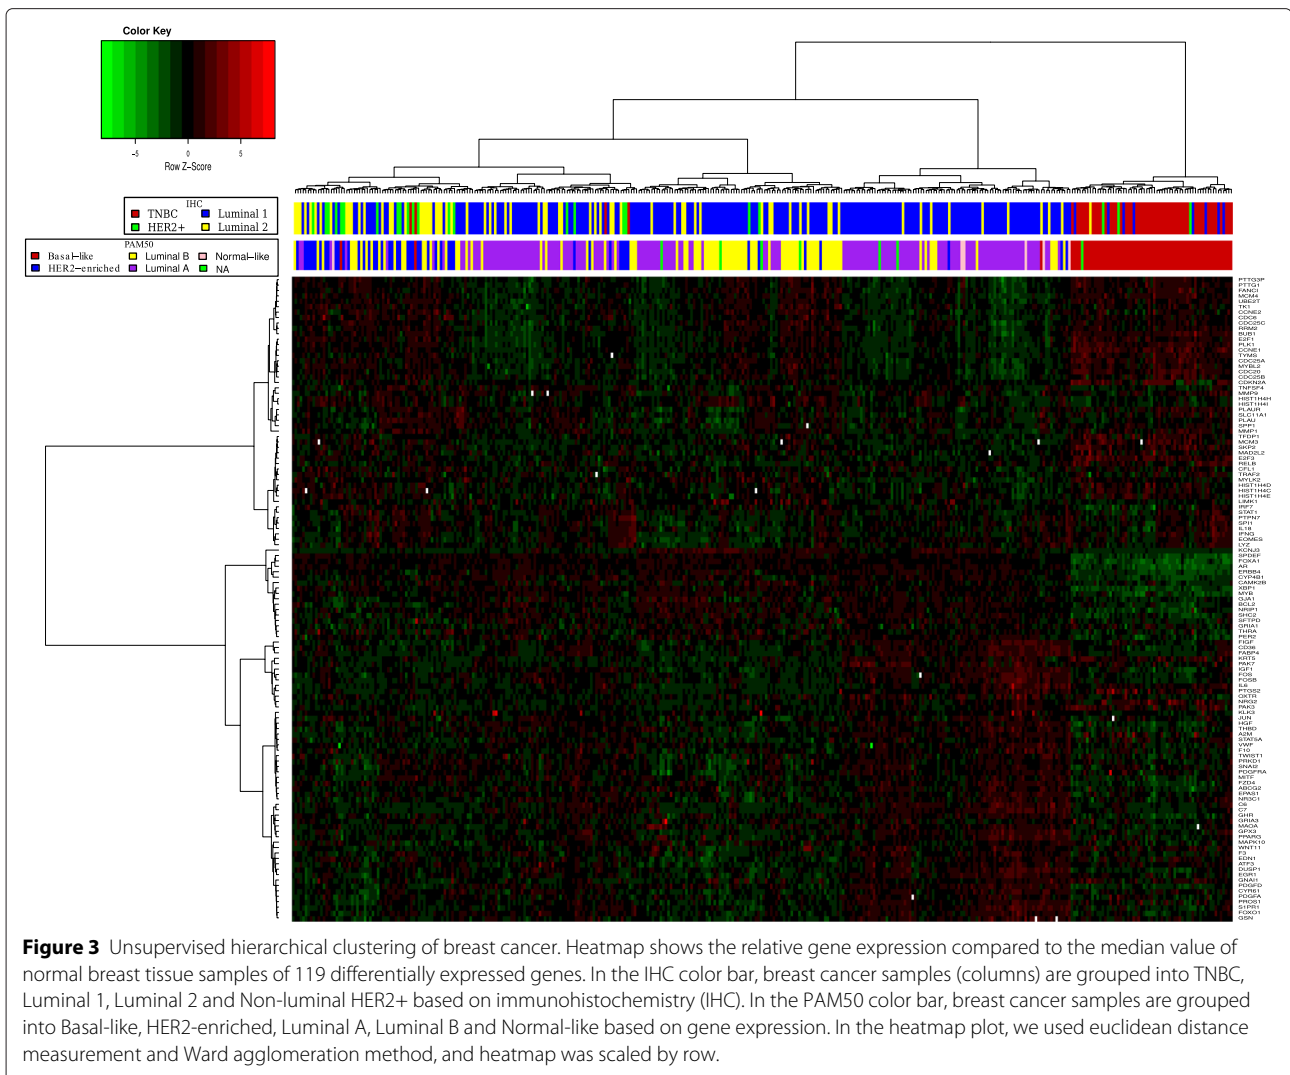 Color Key
−5 0 5
Row Z−Score
IHC
TNBC Luminal 1
HER2+ Luminal 2
PAM50
Basal−like Luminal B Normal−like
HER2−enriched Luminal A NA
PTTG3P
PTTG1
FANCI
MCM4
UBE2T
TK1
CCNE2
CDC6
CDC25C
RRM2
BUB1
E2F1
PLK1
CCNE1
TYMS
CDC25A
MYBL2
CDC20
CDC25B
CDKN2A
TNFSF4
MMP9
HIST1H4H
HIST1H4I
PLAUR
SLC11A1
PLAU
SPP1
MMP1
TFDP1
MCM3
SKP2
MAD2L2
E2F3
RELB
CFL1
TRAF2
MYLK2
HIST1H4D
HIST1H4C
HIST1H4E
LIMK1
IRF7
STAT1
PTPN7
SPI1
IL18
IFNG
EOMES
LYZ
KCNJ3
SPDEF
FOXA1
AR
ERBB4
CYP4B1
CAMK2B
XBP1
MYB
GJA1
BCL2
NRIP1
SHC2
SFTPD
GRIA1
THRA
PER2
FIGF
CD36
FABP4
KRT5
PAK7
IGF1
FOS
FOSB
IL6
PTGS2
OXTR
NRG2
PAK3
KLK3
JUN
HGF
THBD
A2M
STAT5A
VWF
F10
TWIST1
PRKD1
SNAI2
PDGFRA
MITF
FZD4
ABCG2
EPAS1
NR3C1
C6
C7
GHR
GRIA3
MAOA
GPX3
PPARG
MAPK10
WNT11
F3
EDN1
ATF3
DUSP1
EGR1
GNAI1
PDGFD
CYR61
PDGFA
PROS1
S1PR1
FOXO1
GSN
Figure 3 Unsupervised hierarchical clustering of breast cancer. Heatmap shows the relative gene expression compared to the median value of
normal breast tissue samples of 119 differentially expressed genes. In the IHC color bar, breast cancer samples (columns) are grouped into TNBC,
Luminal 1, Luminal 2 and Non-luminal HER2+ based on immunohistochemistry (IHC). In the PAM50 color bar, breast cancer samples are grouped
into Basal-like, HER2-enriched, Luminal A, Luminal B and Normal-like based on gene expression. In the heatmap plot, we used euclidean distance
measurement and Ward agglomeration method, and heatmap was scaled by row.